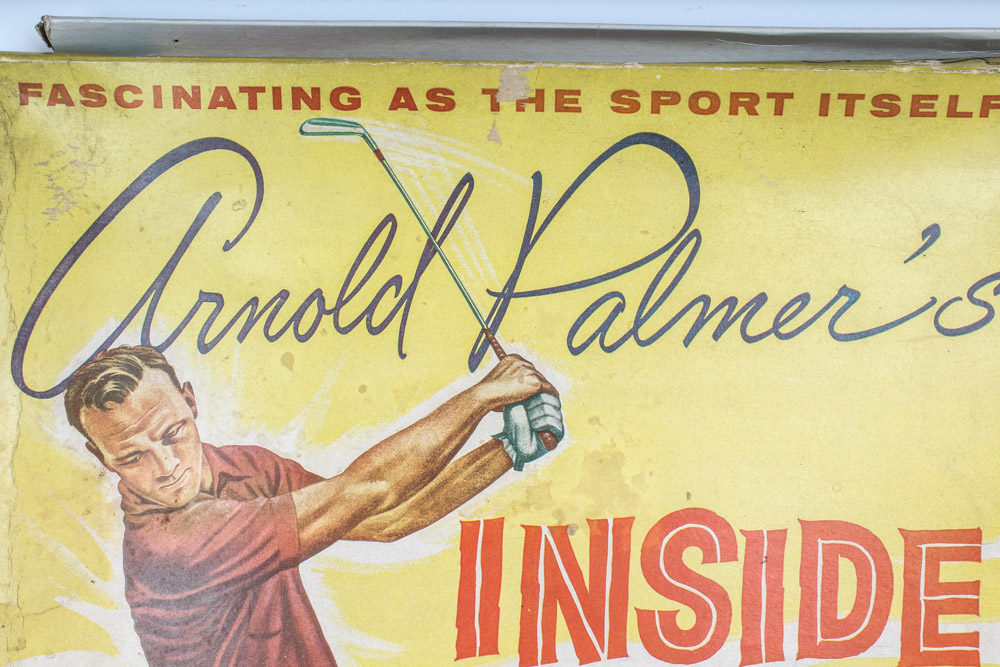 FASCINATING AS THE SPORT ITSELF
Arnold Palmer's
INSIDE